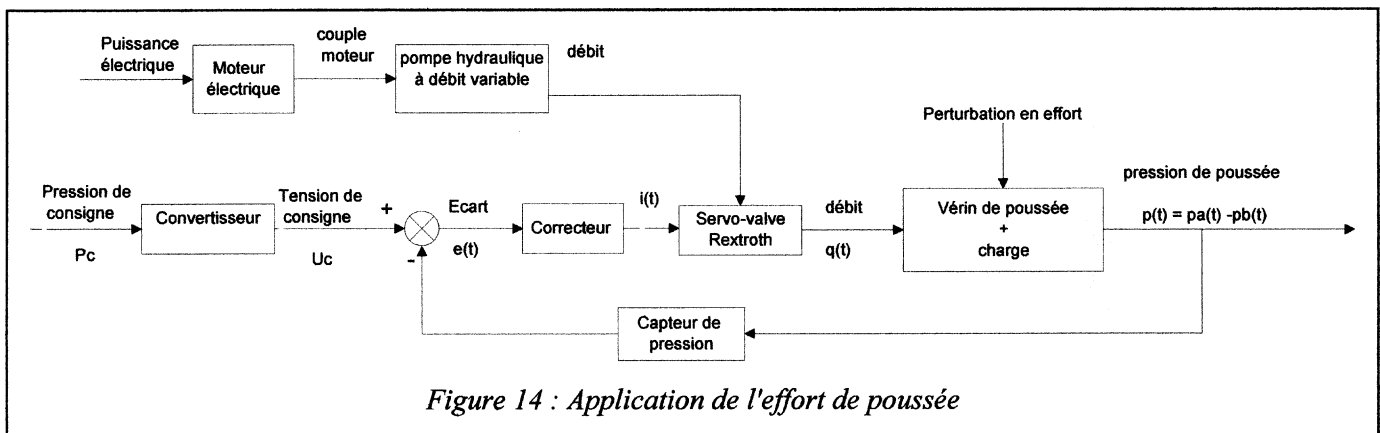 Puissance
électrique
Moteur
électrique
couple
moteur
pompe hydraulique
à débit variable
débit
Perturbation en effort
Pression de
consigne
Pc
Convertisseur
Tension de
consigne
Uc
+
-
Ecart
e(t)
Correcteur
i(t)
Servo-valve
Rextroth
débit
q(t)
Vérin de poussée
+
charge
pression de poussée
p(t) = pa(t) -pb(t)
Capteur de
pression
Figure 14 : Application de l'effort de poussée